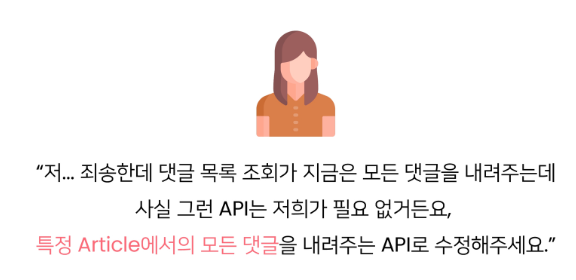 “저... 죄송한데 댓글 목록 조회가 지금은 모든 댓글을 내려주는데
사실 그런 API는 저희가 필요 없거든요,
특정 Article에서의 모든 댓글을 내려주는 API로 수정해주세요.”